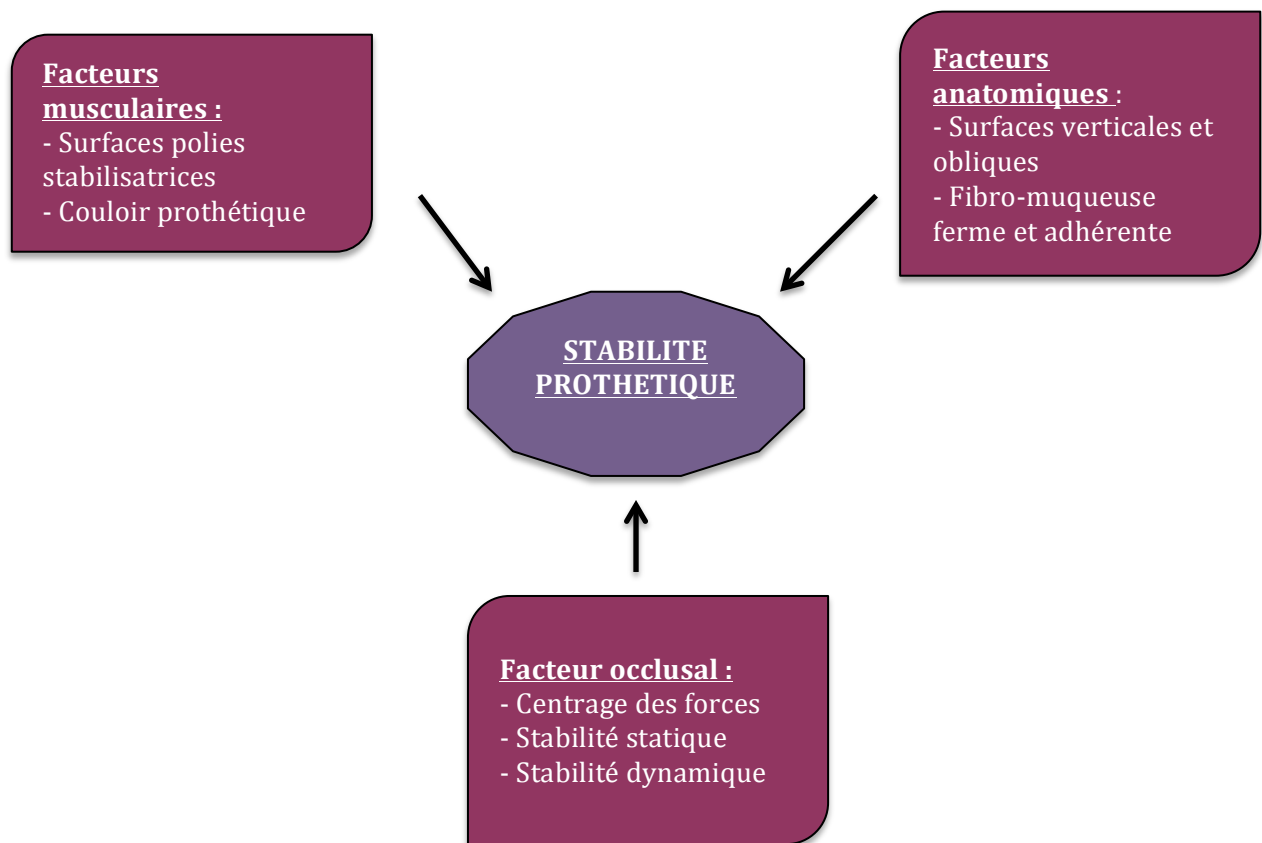 Facteurs
musculaires :
- Surfaces polies
stabilisatrices
- Couloir prothétique
Facteurs
anatomiques :
- Surfaces verticales et
obliques
- Fibro-muqueuse
ferme et adhérente
STABILITE
PROTHETIQUE
Facteur occlusal :
- Centrage des forces
- Stabilité statique
- Stabilité dynamique